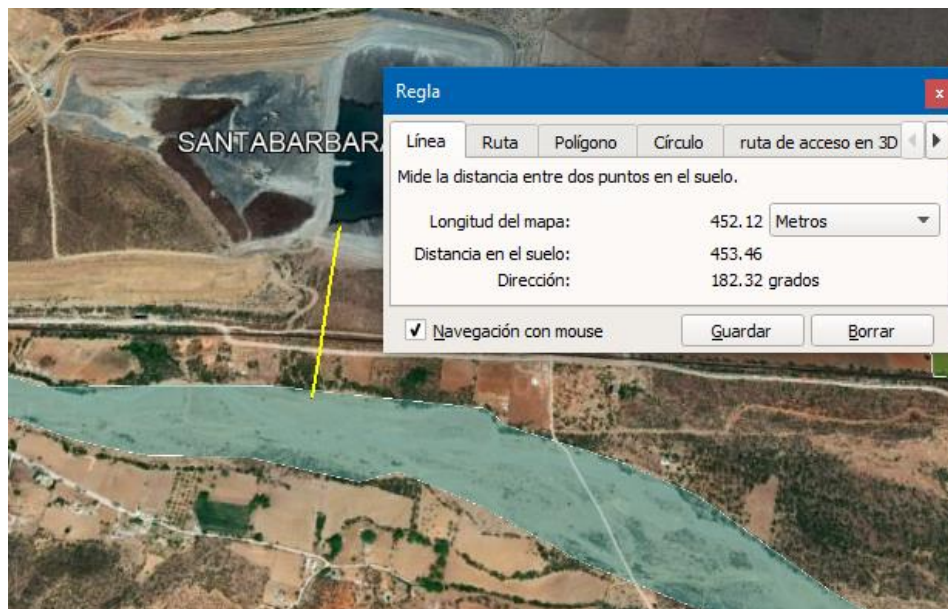 SANTABARBARA
Regla
x
Línea Ruta Polígono Círculo ruta de acceso en 3D
Mide la distancia entre dos puntos en el suelo.
Longitud del mapa: 452.12 Metros
Distancia en el suelo: 453.46
Dirección: 182.32 grados
Navegación con mouse Guardar Borrar